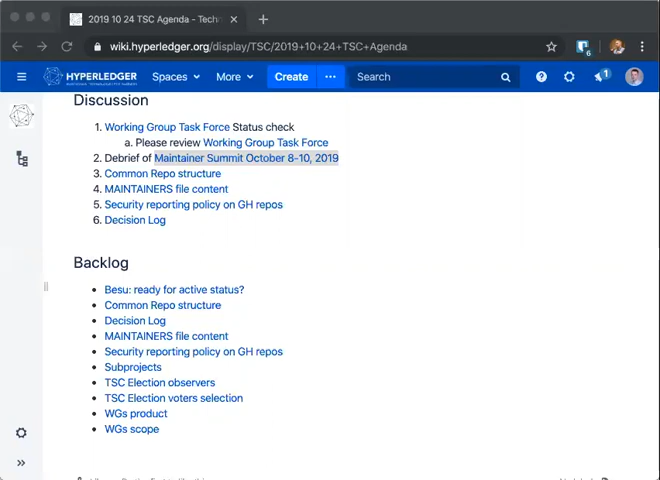 2019 10 24 TSC Agenda - Techn
wiki.hyperledger.org/display/TSC/2019+10+24+TSC+Agenda
6
HYPERLEDGER
Spaces
More
Create
Search
1
Discussion
1. Working Group Task Force Status check
a. Please review Working Group Task Force
2. Debrief of Maintainer Summit October 8-10, 2019
3. Common Repo structure
4. MAINTAINERS file content
5. Security reporting policy on GH repos
6. Decision Log
Backlog
• Besu: ready for active status?
• Common Repo structure
• Decision Log
• MAINTAINERS file content
• Security reporting policy on GH repos
• Subprojects
• TSC Election observers
• TSC Election voters selection
• WGs product
• WGs scope